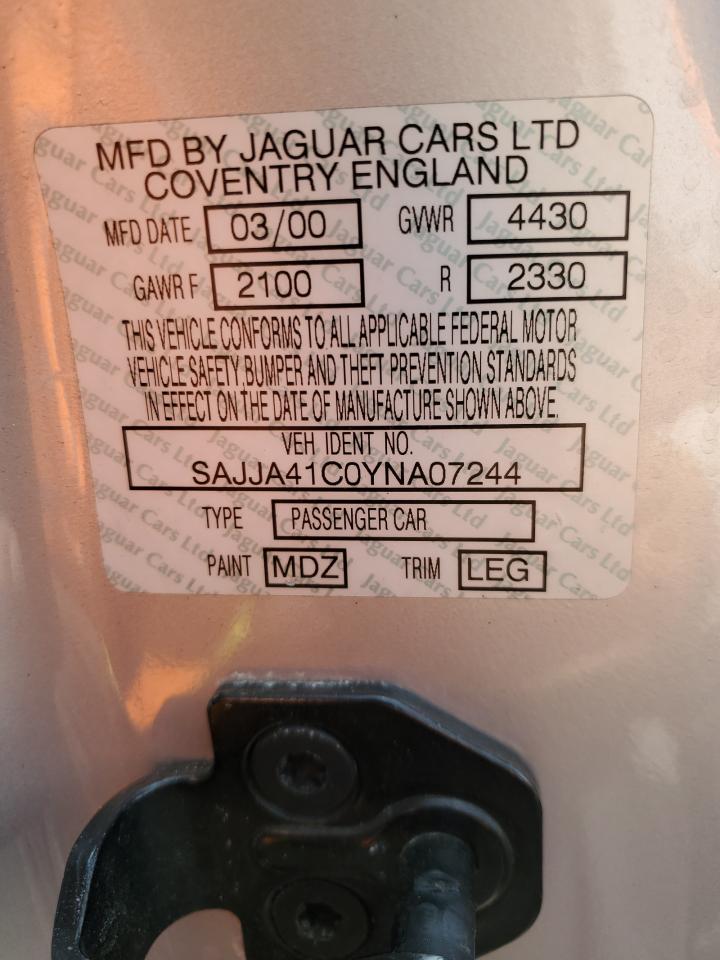 MFD BY JAGUAR CARS LTD
COVENTRY ENGLAND
MFD DATE 03/00 GVWR 4430
GAWR F 2100 R 2330
THIS VEHICLE CONFORMS TO ALL APPLICABLE FEDERAL MOTOR
VEHICLE SAFETY,BUMPER AND THEFT PREVENTION STANDARDS
IN EFFECT ON THE DATE OF MANUFACTURE SHOWN ABOVE.
VEH IDENT NO.
SAJJA41C0YNA07244
TYPE PASSENGER CAR
PAINT MDZ TRIM LEG